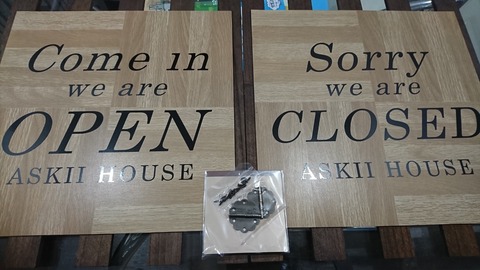 Come in
we are
OPEN
ASKII HOUSE
Sorry
we are
CLOSED
ASKII HOUSE